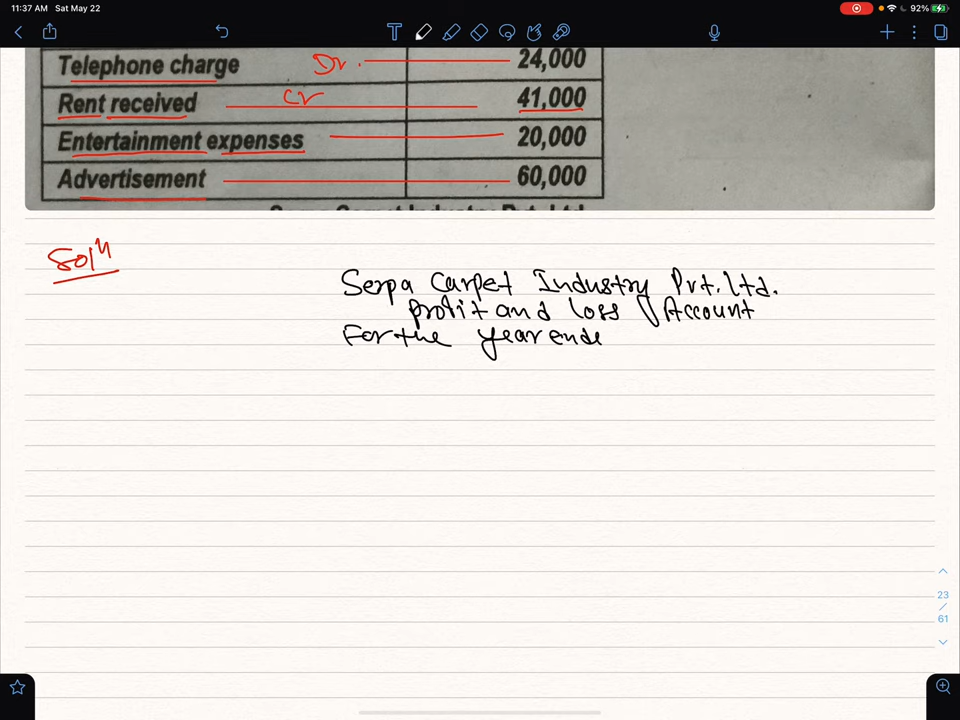 11:37 AM Sat May 22
92%
T
Telephone charge Dr. 24,000
Rent received cr 41,000
Entertainment expenses 20,000
Advertisement 60,000
Soln
Serpa Carpet Industry Pvt. Ltd.
profit and loss Account
For the year ende
23
/
61